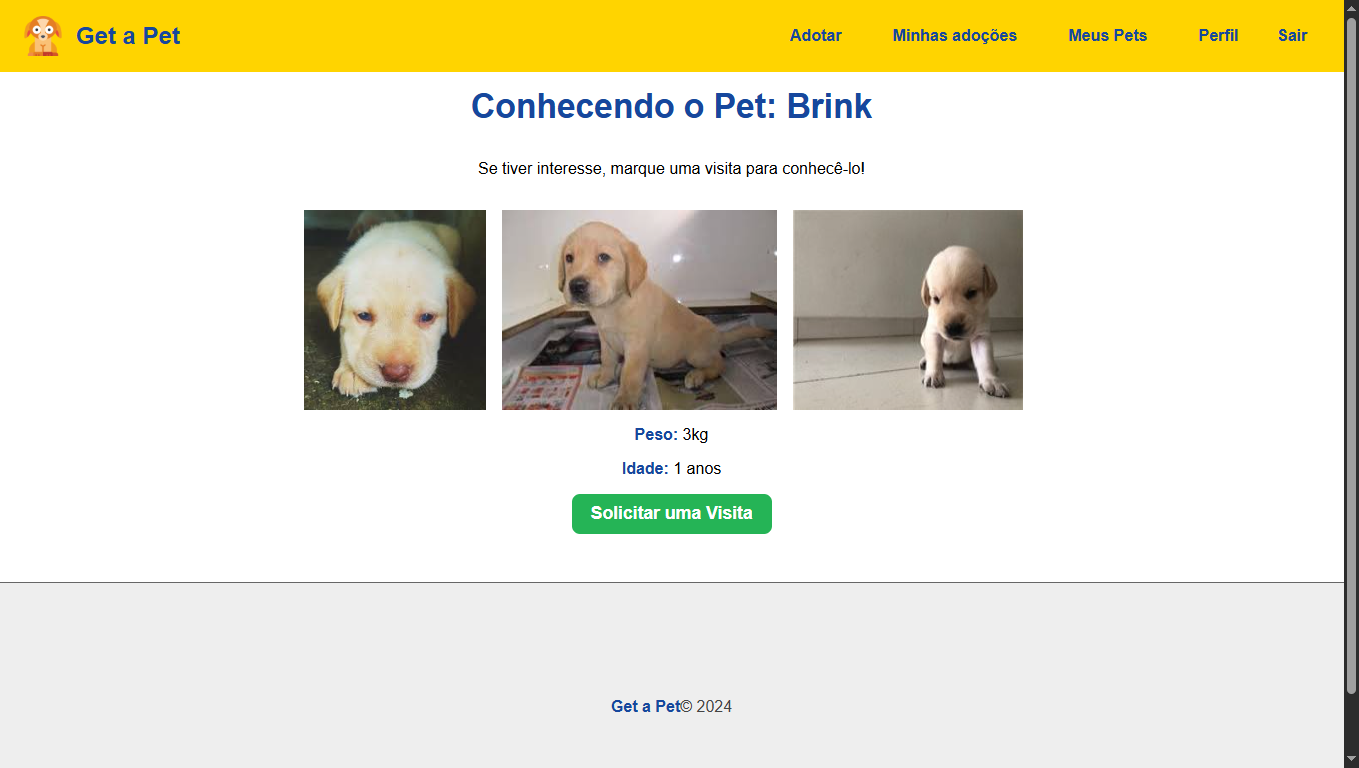 Get a Pet
Adotar Minhas adoções Meus Pets Perfil Sair
Conhecendo o Pet: Brink
Se tiver interesse, marque uma visita para conhecê-lo!
Peso: 3kg
Idade: 1 anos
Solicitar uma Visita
Get a Pet© 2024